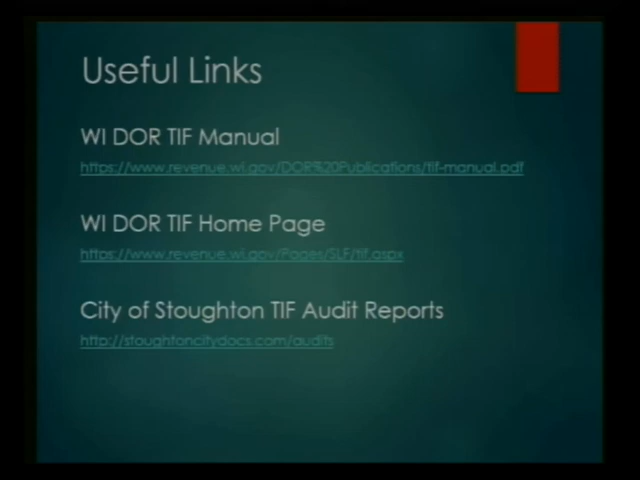 Useful Links
WI DOR TIF Manual
https://www.revenue.wi.gov/DOR%20Publications/tif-manual.pdf
WI DOR TIF Home Page
https://www.revenue.wi.gov/Pages/SLF/tif.aspx
City of Stoughton TIF Audit Reports
http://stoughtoncitydocs.com/audits